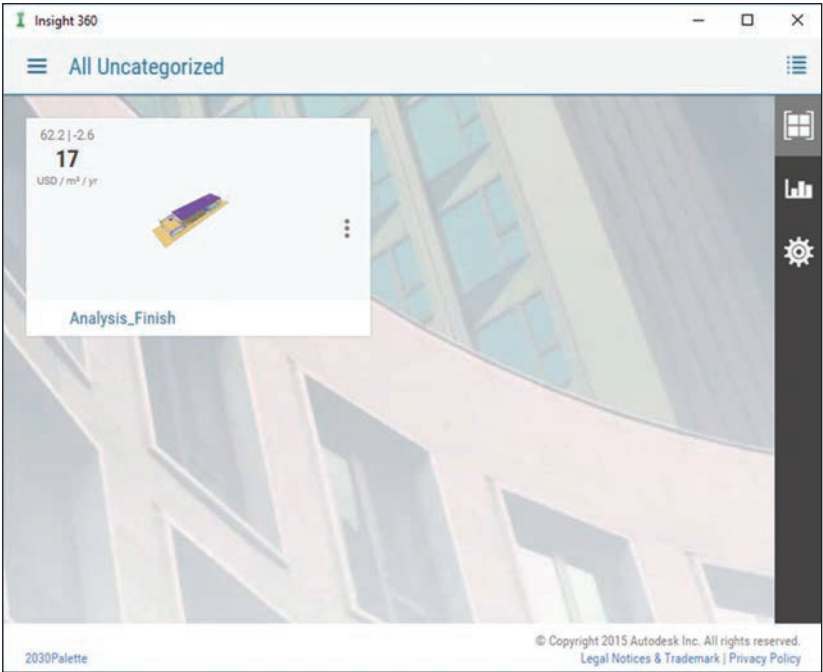 Insight 360
All Uncategorized
62.2 | -2.6
17
USD / m² / yr
Analysis_Finish
© Copyright 2015 Autodesk Inc. All rights reserved.
2030Palette
Legal Notices & Trademark | Privacy Policy